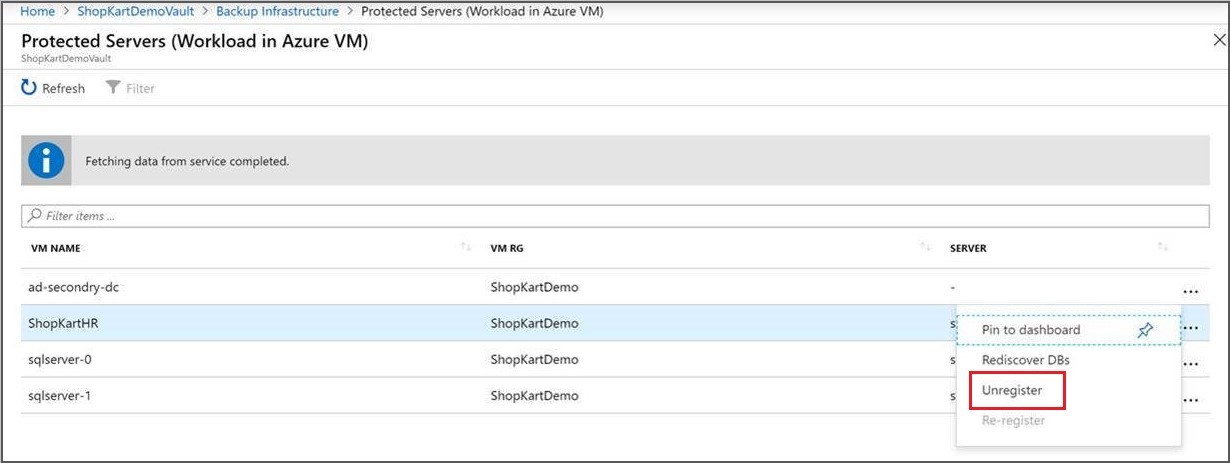 Home > ShopKartDemoVault > Backup Infrastructure > Protected Servers (Workload in Azure VM)
Protected Servers (Workload in Azure VM)
ShopKartDemoVault
Refresh Filter
Fetching data from service completed.
Filter items ...
VM NAME VM RG SERVER
ad-secondry-dc ShopKartDemo - ...
ShopKartHR ShopKartDemo s ...
Pin to dashboard
sqlserver-0 ShopKartDemo s Rediscover DBs ...
Unregister
sqlserver-1 ShopKartDemo s ...
Re-register